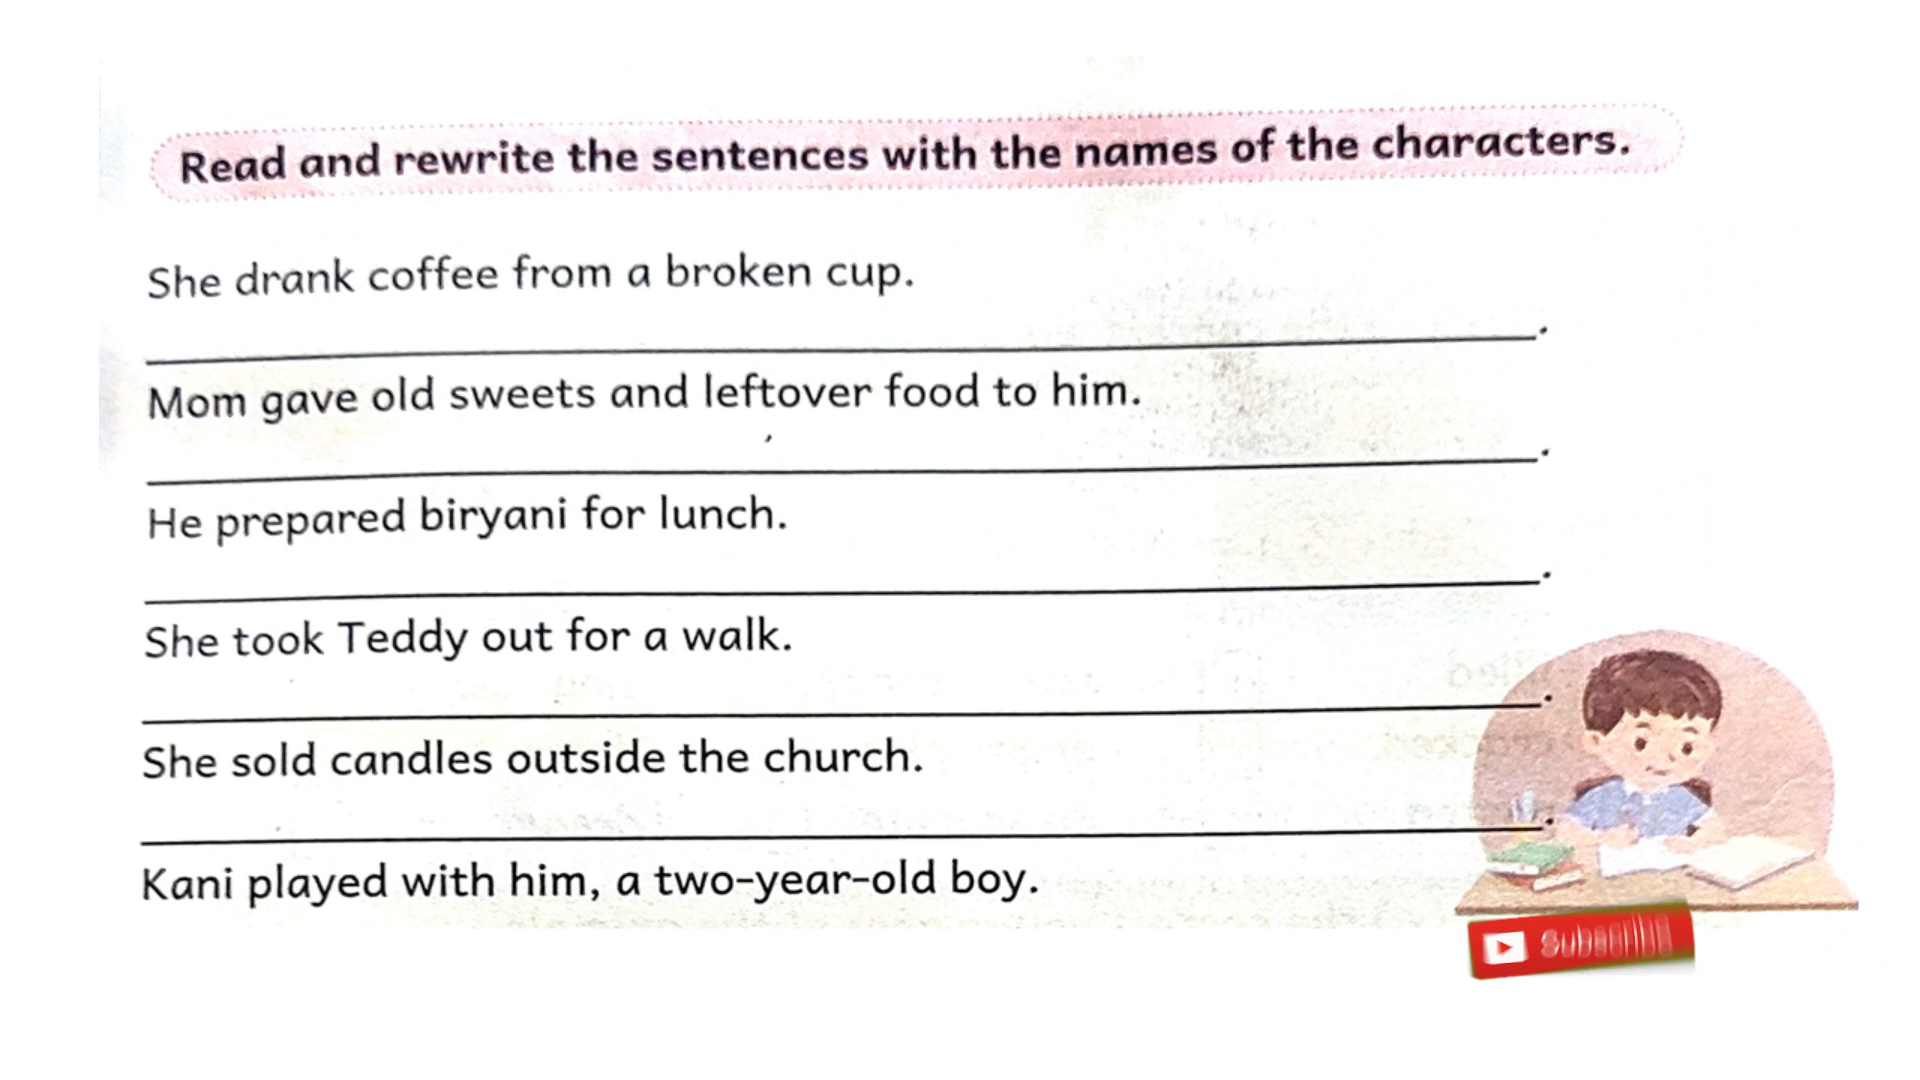 Read and rewrite the sentences with the names of the characters.
She drank coffee from a broken cup.
Mom gave old sweets and leftover food to him.
He prepared biryani for lunch.
She took Teddy out for a walk.
She sold candles outside the church.
Kani played with him, a two-year-old boy.